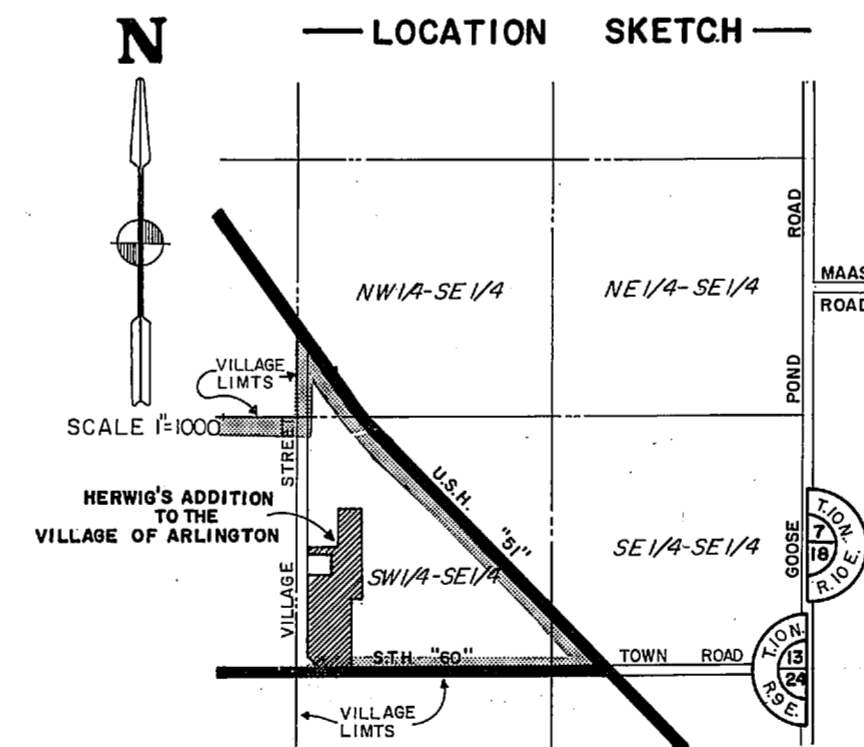 N
LOCATION SKETCH
ROAD
NW1/4-SE1/4
NE1/4-SE1/4
MAAS
ROAD
VILLAGE
LIMTS
POND
SCALE 1"=1000
STREET
U.S.H. "51"
HERWIG'S ADDITION
TO THE
VILLAGE OF ARLINGTON
SW1/4-SE1/4
SE1/4-SE1/4
GOOSE
T.10N.
7
18
R.10E.
VILLAGE
S.T.H. "60"
TOWN ROAD
T.10N.
13
24
R.9E.
VILLAGE
LIMTS